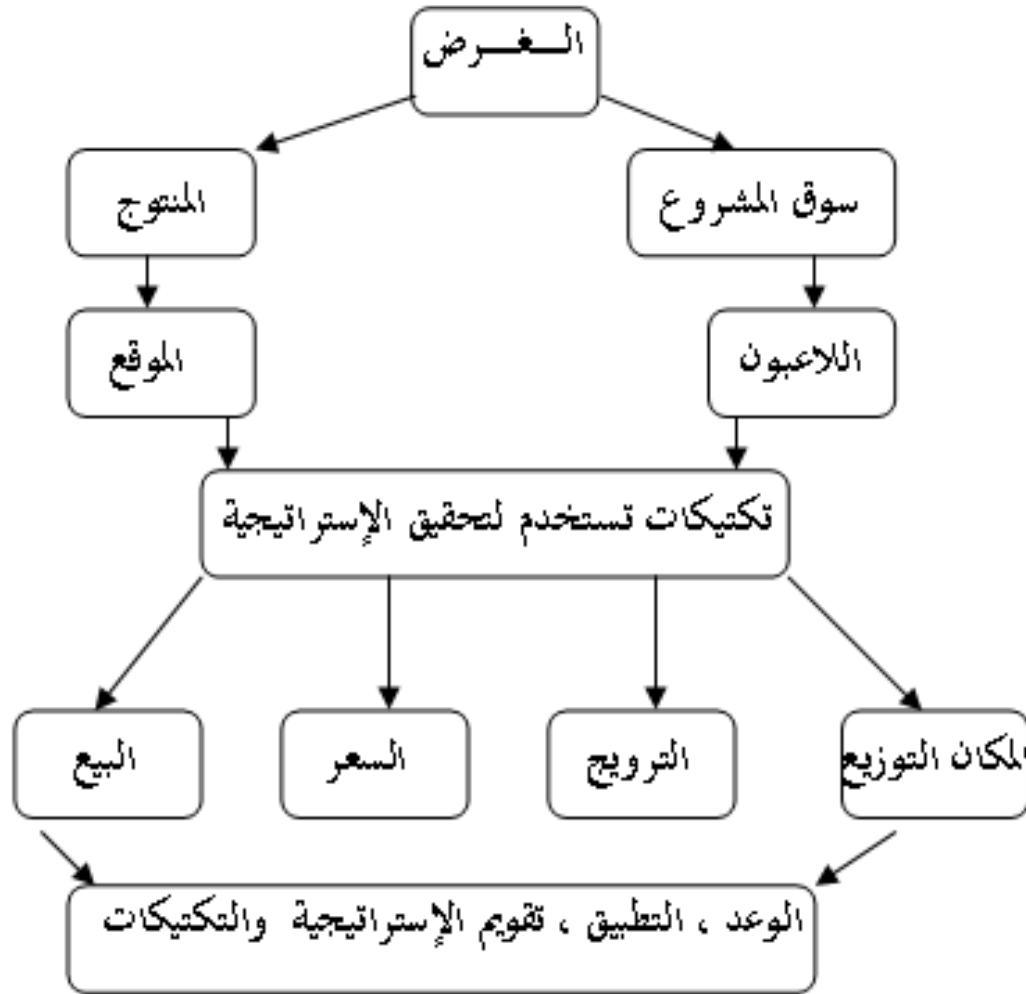 الـــغـــرض
سوق المشروع
المنتوج
اللاعبون
الموقع
تكتيكات تستخدم لتحقيق الإستراتيجية
المكان التوزيع
الترويج
السعر
البيع
الوعد ، التطبيق ، تقويم الإستراتيجية والتكتيكات